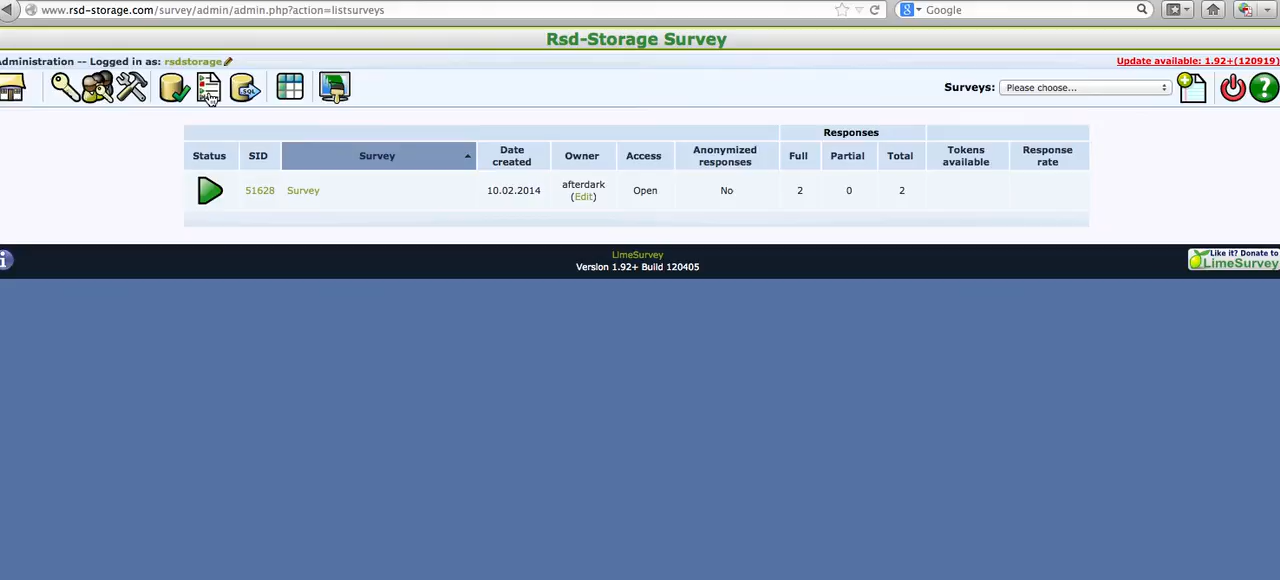 www.rsd-storage.com/survey/admin/admin.php?action=listsurveys
Google
Rsd-Storage Survey
Administration -- Logged in as: rsdstorage
Update available: 1.92+(120919)
SQL
Surveys: Please choose...
Responses
Status SID Survey Date created Owner Access Anonymized responses Full Partial Total Tokens available Response rate
51628 Survey 10.02.2014 afterdark (Edit) Open No 2 0 2
LimeSurvey
Version 1.92+ Build 120405
Like it? Donate to
LimeSurvey